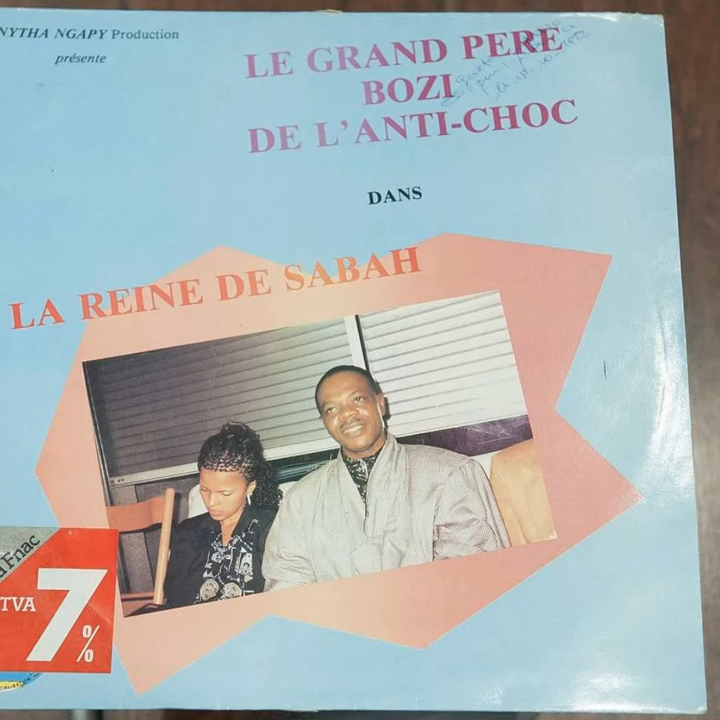 NYTHA NGAPY Production
présente
LE GRAND PERE
BOZI
DE L'ANTI-CHOC
DANS
LA REINE DE SABAH
Fnac
TVA 7%